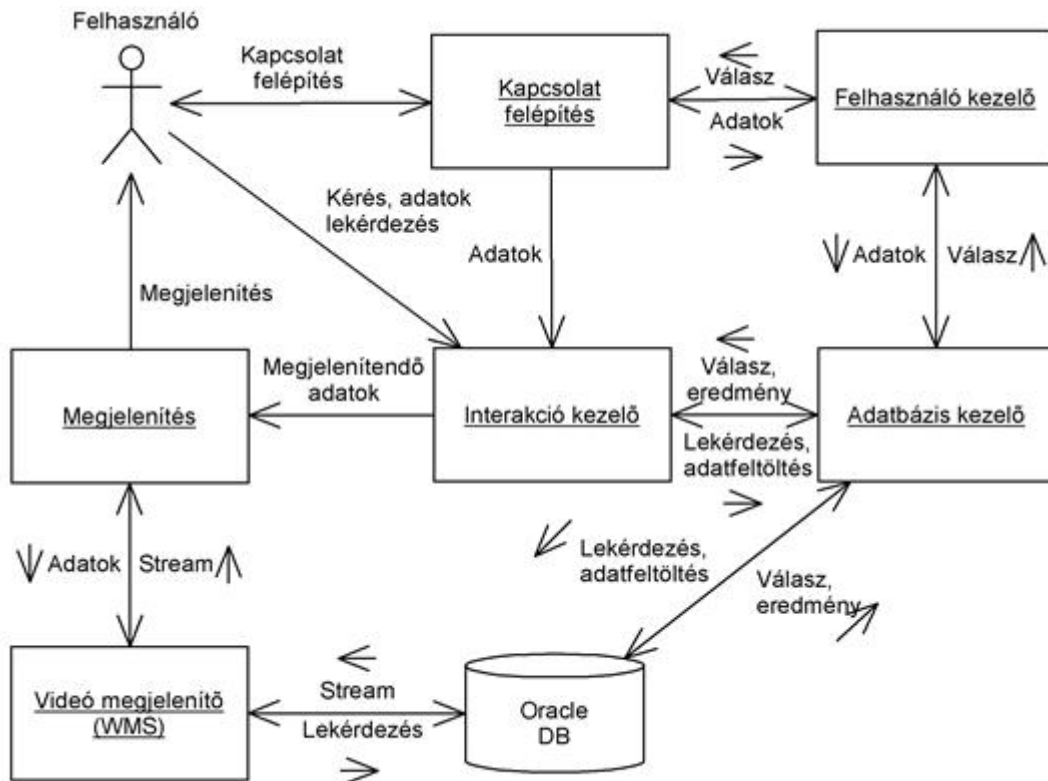 Felhasználó
Kapcsolat
felépítés
Kapcsolat
felépítés
Válasz
Adatok
Felhasználó kezelő
Kérés, adatok
lekérdezés
Adatok
Adatok
Válasz
Megjelenítés
Megjelenítés
Megjelenítendő
adatok
Interakció kezelő
Válasz,
eredmény
Lekérdezés,
adatfeltöltés
Adatbázis kezelő
Adatok
Stream
Lekérdezés,
adatfeltöltés
Válasz,
eredmény
Videó megjelenítő
(WMS)
Stream
Lekérdezés
Oracle
DB